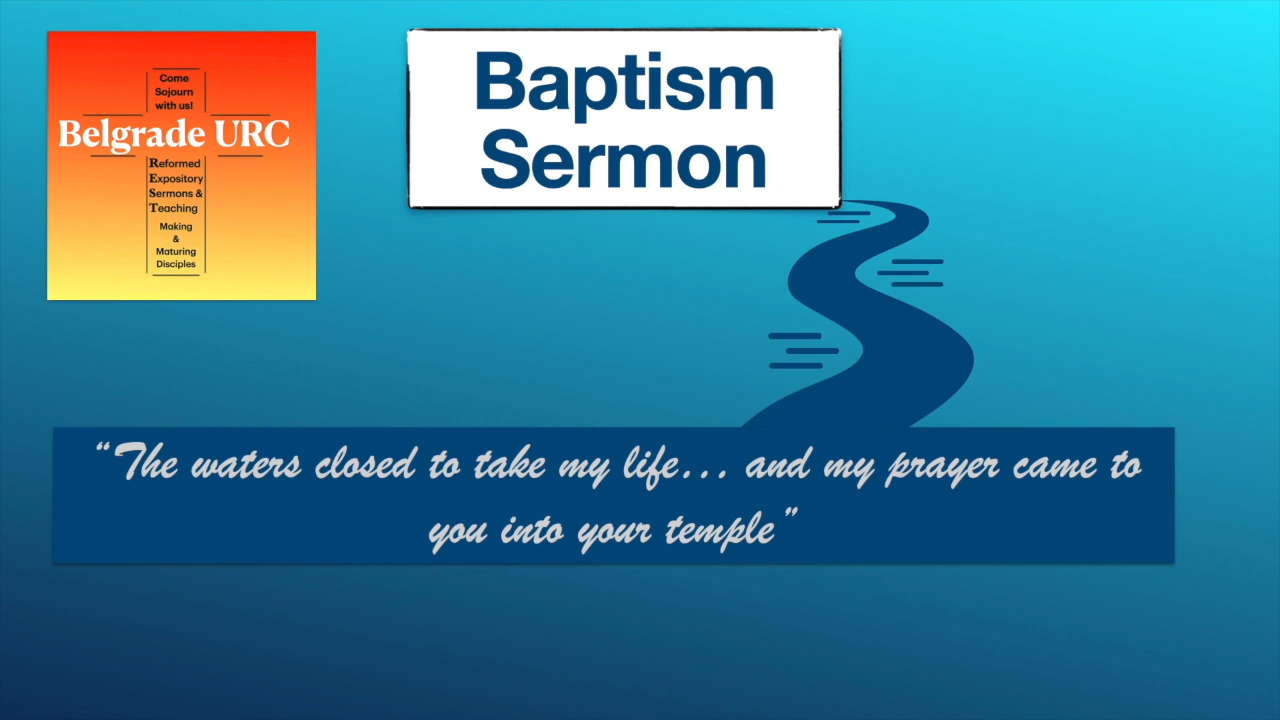 Come
Sojourn
with us!
Belgrade URC
Reformed
Expository
Sermons &
Teaching
Making
&
Maturing
Disciples
Baptism
Sermon
“The waters closed to take my life... and my prayer came to
you into your temple”